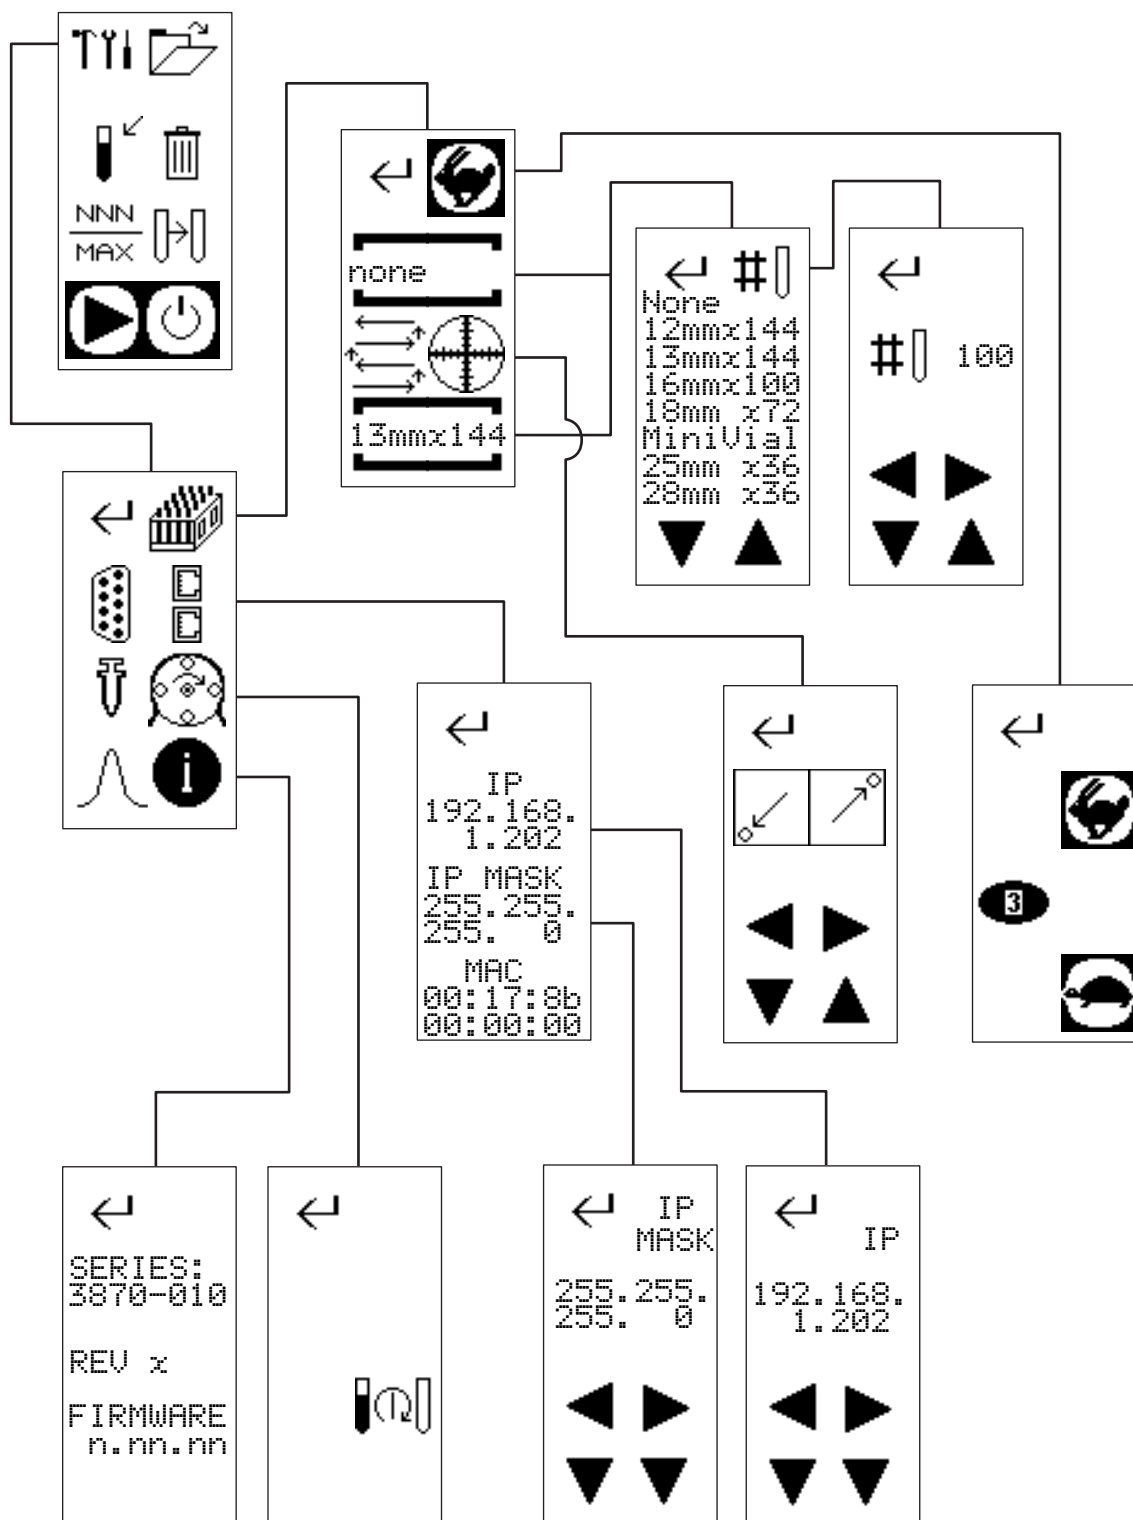 NNN
MAX
none
13mmx144
None
12mmx144
13mmx144
16mmx100
18mm x72
MiniVial
25mm x36
28mm x36
# 100
IP
192.168.
1.202
IP MASK
255.255.
255. 0
MAC
00:17:8b
00:00:00
3
SERIES:
3870-010
REV x
FIRMWARE
n.nn.nn
IP
MASK
255.255.
255. 0
IP
192.168.
1.202